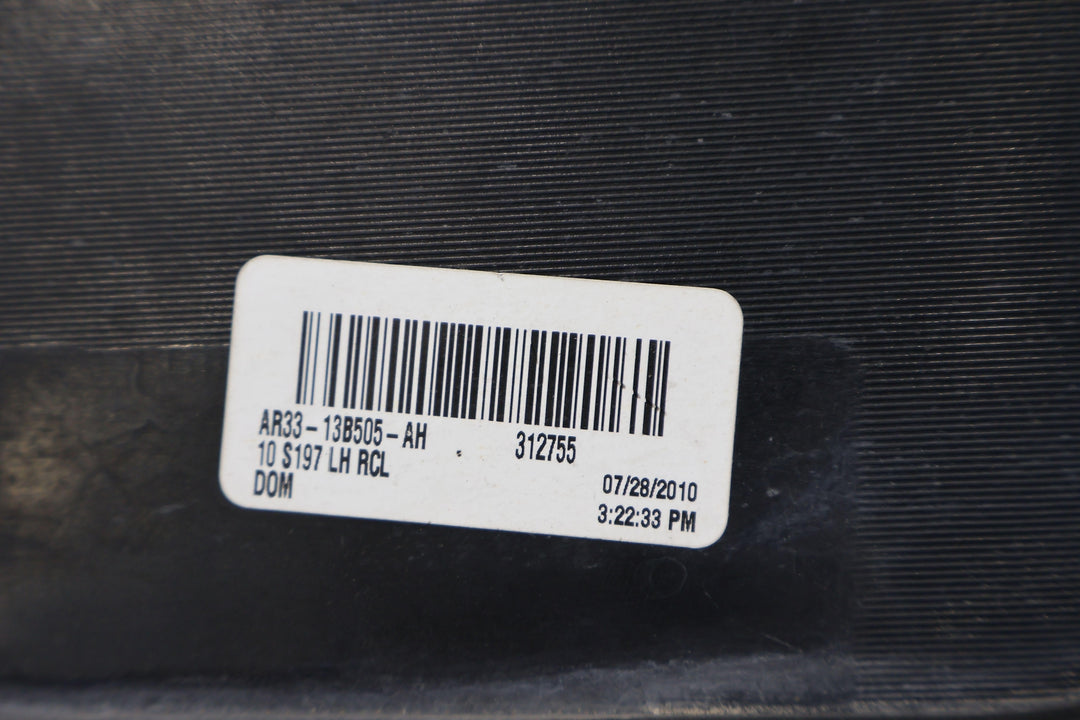 AR33-13B505-AH 312755
10 S197 LH RCL
DOM 07/28/2010
3:22:33 PM